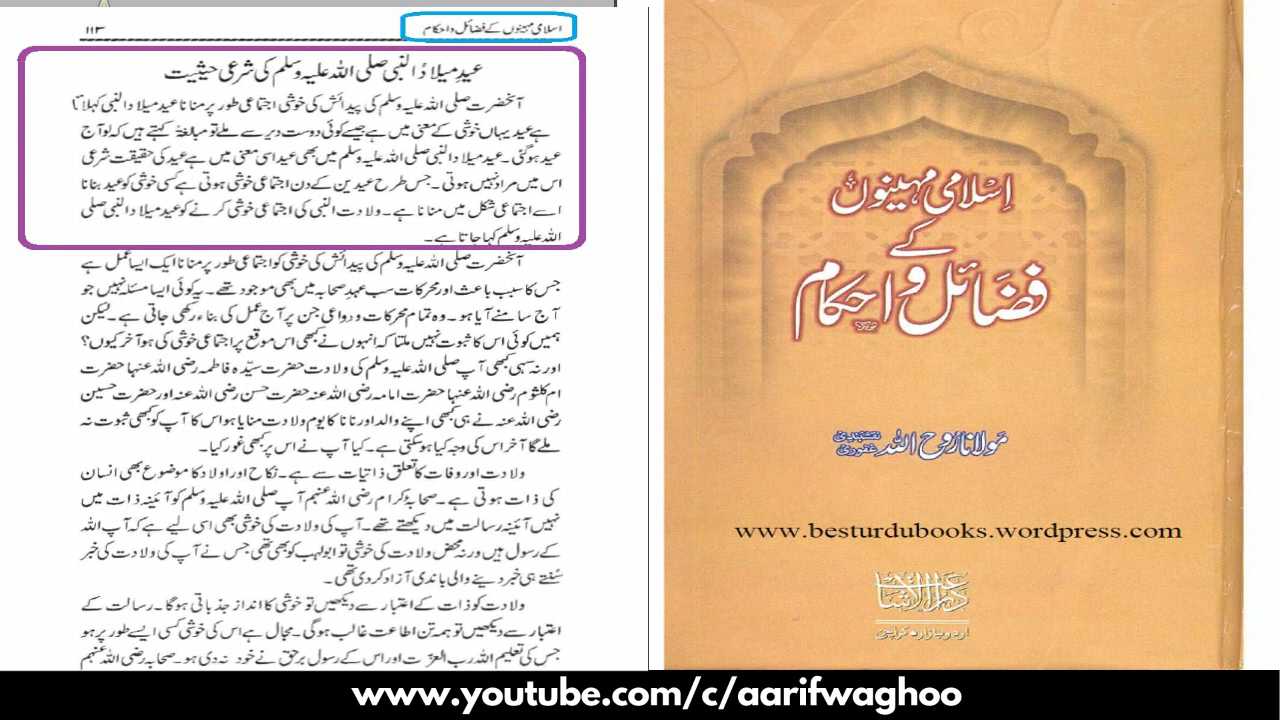 اسلامی مہینوں کے فضائل و احکام
۱۱۳
عیدِ میلادُ النبی صلی اللہ علیہ وسلم کی شرعی حیثیت
آنحضرت صلی اللہ علیہ وسلم کی پیدائش کی خوشی اجتماعی طور پر منانا عید میلاد النبی کہلاتا
ہے عید یہاں خوشی کے معنی میں ہے جیسے کوئی دوست دیر سے ملے تو مبالغۃً کہتے ہیں کہ لو آج
عید ہوگئی۔ عید میلاد النبی صلی اللہ علیہ وسلم میں بھی عید اسی معنی میں ہے عید کی حقیقت شرعی
اس میں مراد نہیں ہوتی۔ جس طرح عیدین کے دن اجتماعی خوشی ہوتی ہے کسی خوشی کو عید بنانا
اسے اجتماعی شکل میں منانا ہے۔ ولادت النبی کی اجتماعی خوشی کرنے کو عید میلاد النبی صلی
اللہ علیہ وسلم کہا جاتا ہے۔
آنحضرت صلی اللہ علیہ وسلم کی پیدائش کی خوشی کو اجتماعی طور پر منانا ایک ایسا عمل ہے
جس کا سبب باعث اور محرکات سب عہد صحابہ میں بھی موجود تھے۔ یہ کوئی ایسا مسئلہ نہیں جو
آج سامنے آیا ہو۔ وہ تمام محرکات و دواعی جن پر آج عمل کی بناء رکھی جاتی ہے۔ لیکن
ہمیں کوئی اس کا ثبوت نہیں ملتا کہ انہوں نے کبھی اس موقع پر اجتماعی خوشی کی ہو آخر کیوں؟
اور نہ سہی کبھی آپ صلی اللہ علیہ وسلم کی ولادت حضرت سیّدہ فاطمہ رضی اللہ عنہا حضرت
ام کلثوم رضی اللہ عنہا حضرت امامہ رضی اللہ عنہ حضرت حسن رضی اللہ عنہ اور حضرت حسین
رضی اللہ عنہ نے ہی کبھی اپنے والد اور نانا کا یوم ولادت منایا ہو اس کا آپ کو کبھی ثبوت نہ
ملے گا آخر اس کی وجہ کیا ہوسکتی ہے۔ کیا آپ نے اس پر کبھی غور کیا۔
ولادت اور وفات کا تعلق ذاتیات سے ہے۔ نکاح اور اولاد کا موضوع بھی انسان
کی ذات ہوتی ہے۔ صحابہٴ کرام رضی اللہ عنہم آپ صلی اللہ علیہ وسلم کو آئینہ ذات میں
نہیں آئینہ رسالت میں دیکھتے تھے۔ آپ کی ولادت کی خوشی بھی اسی لیے ہے کہ آپ اللہ
کے رسول ہیں ورنہ محض ولادت کی خوشی تو ابولہب کو بھی تھی جس نے آپ کی ولادت کی خبر
سُنتے ہی خبر دینے والی باندی آزاد کردی تھی۔
ولادت کو ذات کے اعتبار سے دیکھیں تو خوشی کا انداز جذباتی ہوگا۔ رسالت کے
اعتبار سے دیکھیں تو ہمہ تن اطاعت غالب ہوگی۔ مجال ہے اس کی خوشی کسی ایسے طور پر ہو
جس کی تعلیم اللہ رب العزّت اور اس کے رسول برحق نے خود نہ دی ہو۔ صحابہ رضی اللہ عنہم
اِسْلامی مہینوں
کے
فضَائل و احکام
مَولانا رُوح اللہ نقشبندی غفوری
www.besturdubooks.wordpress.com
دارالاشاعت
اردو بازار، کراچی
www.youtube.com/c/aarifwaghoo